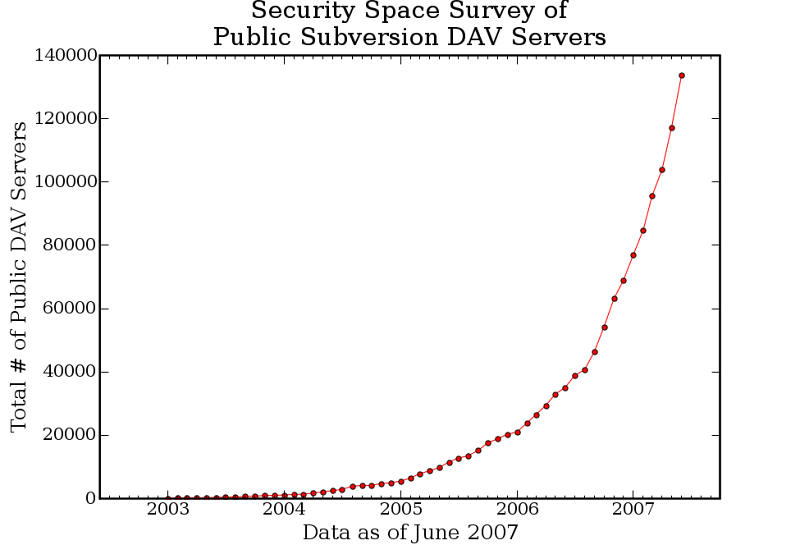 Security Space Survey of
Public Subversion DAV Servers
Total # of Public DAV Servers
140000
120000
100000
80000
60000
40000
20000
0
2003 2004 2005 2006 2007
Data as of June 2007